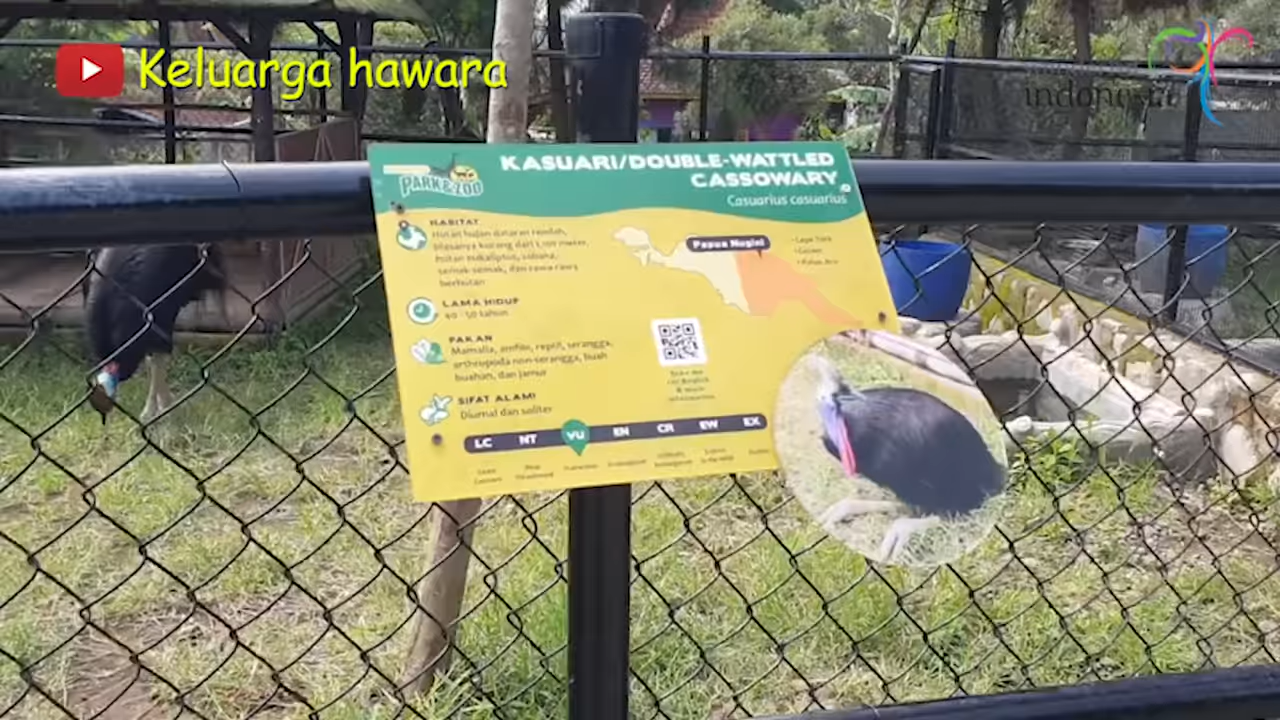 Keluarga hawara
indonesia
PARK & ZOO
KASUARI/DOUBLE-WATTLED
CASSOWARY
Casuarius casuarius
HABITAT
Hutan hujan dataran rendah,
biasanya kurang dari 1.100 meter,
hutan eukaliptus, sabana,
semak-semak, dan rawa-rawa
berhutan
Papua Nugini
LAMA HIDUP
40 - 50 tahun
PAKAN
Mamalia, amfibi, reptil, serangga,
arthropoda non-serangga, buah
buahan, dan jamur
SIFAT ALAMI
Diurnal dan soliter
LC NT VU EN CR EW EX